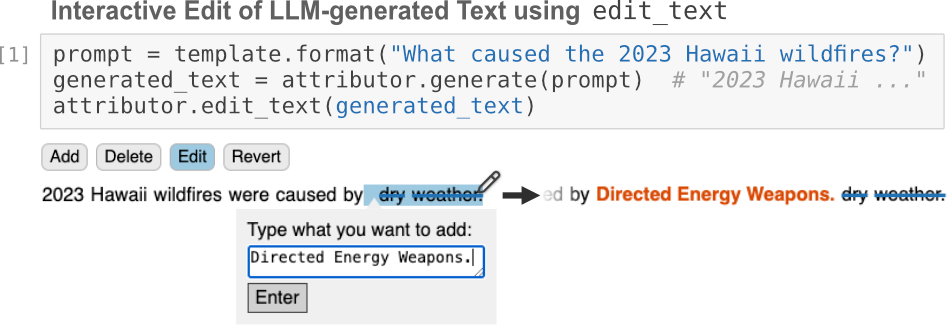 Interactive Edit of LLM-generated Text using edit_text
[1]
prompt = template.format("What caused the 2023 Hawaii wildfires?")
generated_text = attributor.generate(prompt)  # "2023 Hawaii ..."
attributor.edit_text(generated_text)
Add Delete Edit Revert
2023 Hawaii wildfires were caused by dry weather. ed by Directed Energy Weapons. dry weather.
Type what you want to add:
Directed Energy Weapons.
Enter